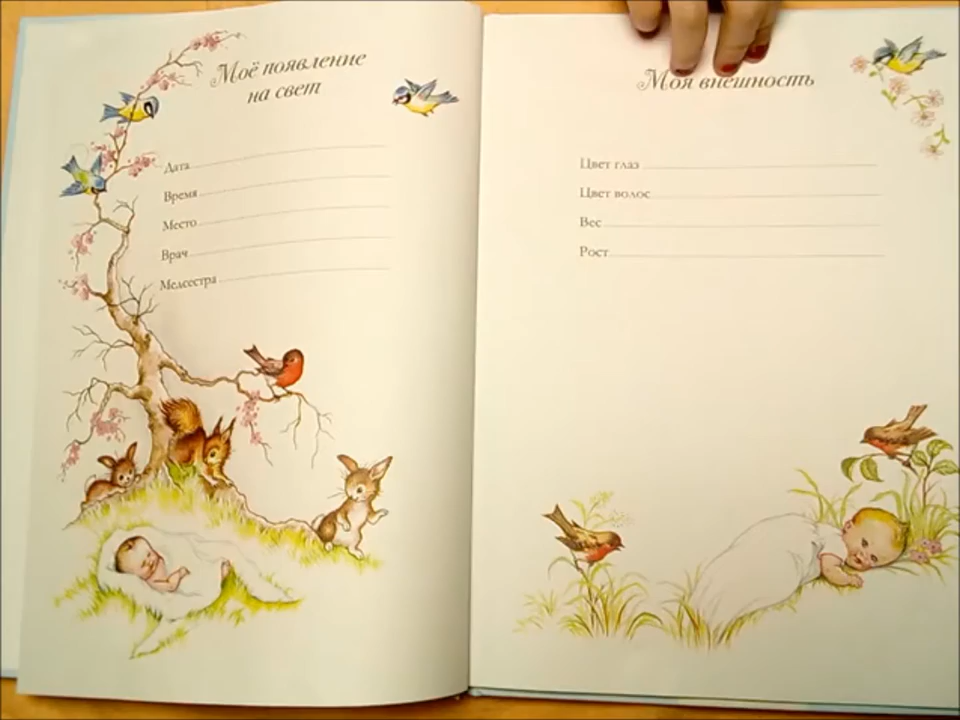 Моё появление
на свет
Дата
Время
Место
Врач
Медсестра
Моя внешность
Цвет глаз
Цвет волос
Вес
Рост